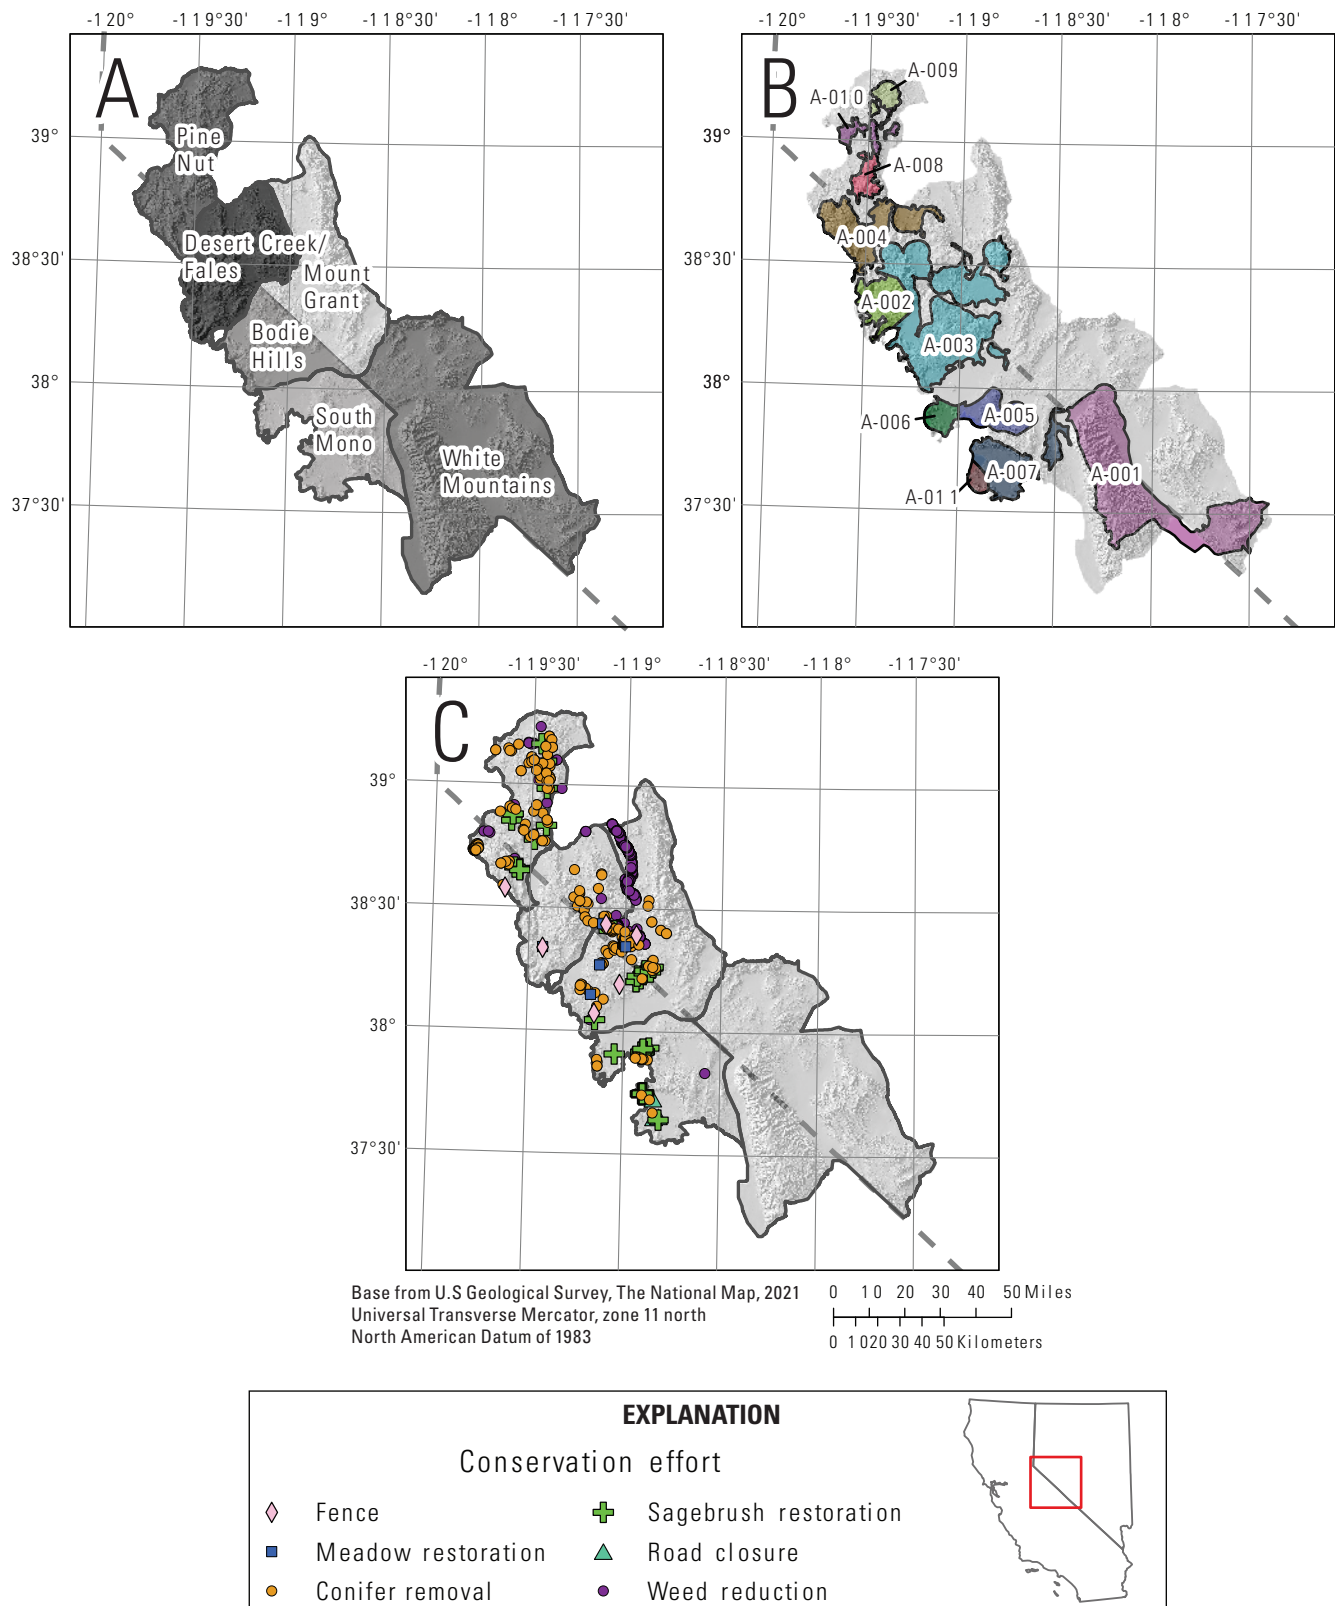 -120° -119°30' -119° -118°30' -118° -117°30'
A
39°
38°30'
38°
37°30'
Pine
Nut
Desert Creek/
Fales
Mount
Grant
Bodie
Hills
South
Mono
White
Mountains
-120° -119°30' -119° -118°30' -118° -117°30'
B
39°
38°30'
38°
37°30'
A-009
A-010
A-008
A-004
A-002
A-003
A-006
A-005
A-007
A-001
A-011
-120° -119°30' -119° -118°30' -118° -117°30'
C
39°
38°30'
38°
37°30'
Base from U.S Geological Survey, The National Map, 2021
Universal Transverse Mercator, zone 11 north
North American Datum of 1983
0 10 20 30 40 50 Miles
0 10 20 30 40 50 Kilometers
EXPLANATION
Conservation effort
Fence
Meadow restoration
Conifer removal
Sagebrush restoration
Road closure
Weed reduction